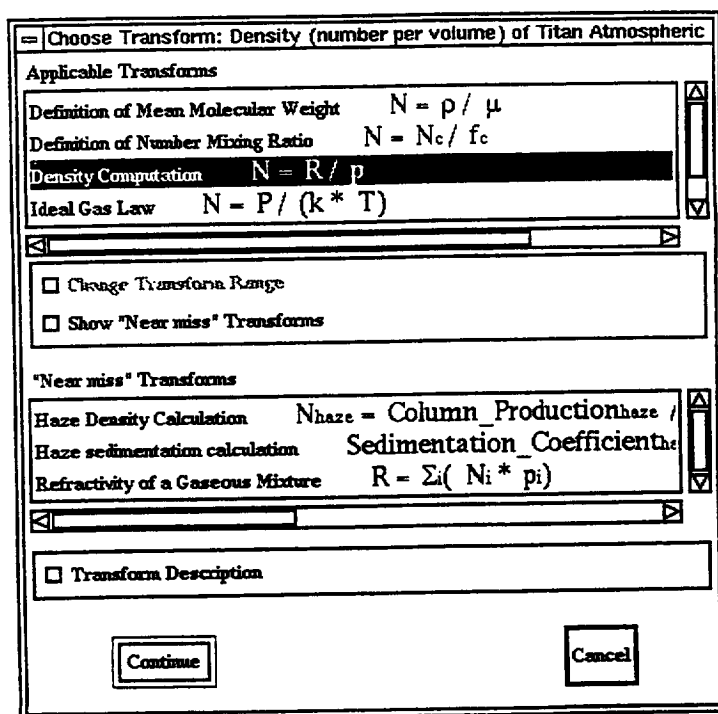 Choose Transform: Density (number per volume) of Titan Atmospheric
Applicable Transforms
Definition of Mean Molecular Weight N = ρ / μ
Definition of Number Mixing Ratio N = Nc / fc
Density Computation N = R / p
Ideal Gas Law N = P / (k * T)
Change Transform Range
Show "Near miss" Transforms
"Near miss" Transforms
Haze Density Calculation Nhaze = Column_Productionhaze /
Haze sedimentation calculation Sedimentation_Coefficientha
Refractivity of a Gaseous Mixture R = Σi( Ni * pi)
Transform Description
Continue Cancel